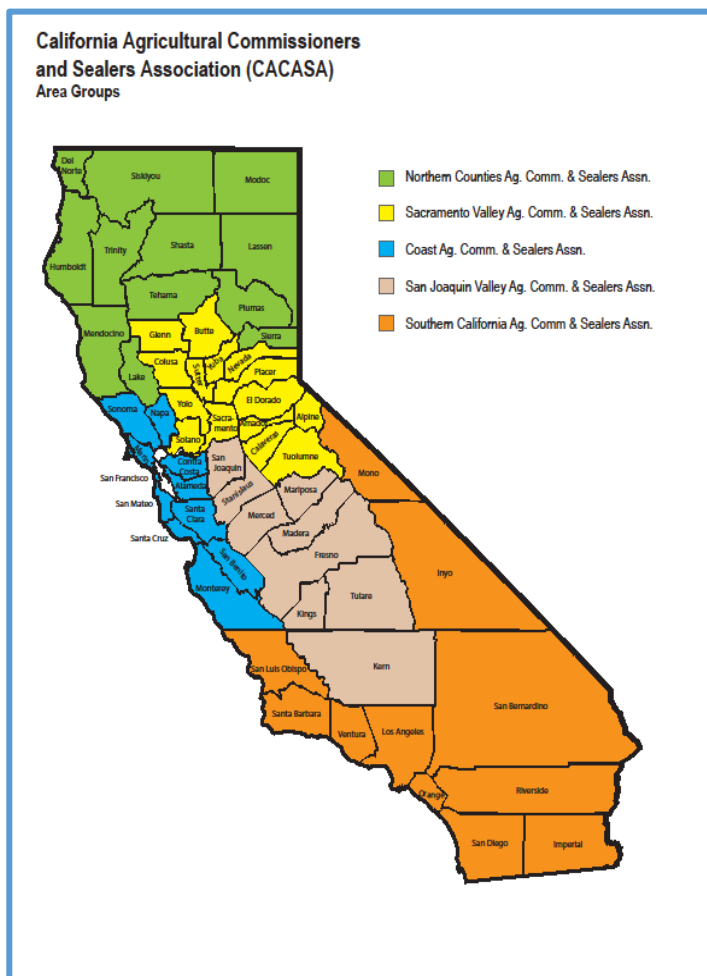 California Agricultural Commissioners
and Sealers Association (CACASA)
Area Groups
Northern Counties Ag. Comm. & Sealers Assn.
Sacramento Valley Ag. Comm. & Sealers Assn.
Coast Ag. Comm. & Sealers Assn.
San Joaquin Valley Ag. Comm. & Sealers Assn.
Southern California Ag. Comm & Sealers Assn.
Del
Norte
Siskiyou
Modoc
Humboldt
Trinity
Shasta
Lassen
Tehama
Plumas
Mendocino
Glenn
Butte
Sierra
Lake
Colusa
Sutter
Yuba
Nevada
Placer
Sonoma
Napa
Yolo
Sacra-
mento
El Dorado
Amador
Alpine
Solano
Calaveras
Tuolumne
Marin
Contra
Costa
San
Joaquin
Mono
San Francisco
Alameda
Stanislaus
Mariposa
San Mateo
Santa
Clara
Merced
Madera
Santa Cruz
San Benito
Fresno
Inyo
Monterey
Kings
Tulare
San Luis Obispo
Kern
Santa Barbara
Ventura
Los Angeles
San Bernardino
Orange
Riverside
San Diego
Imperial